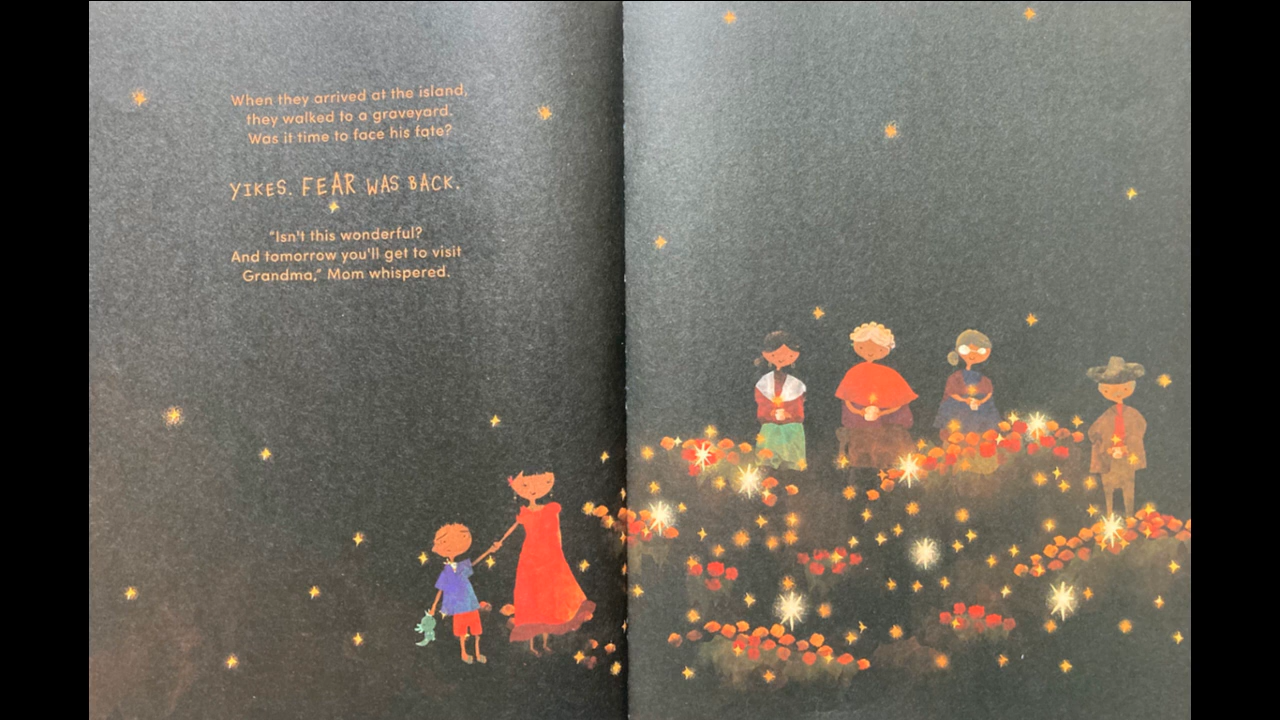 When they arrived at the island,
they walked to a graveyard.
Was it time to face his fate?
YIKES. FEAR WAS BACK.
"Isn't this wonderful?
And tomorrow you'll get to visit
Grandma," Mom whispered.